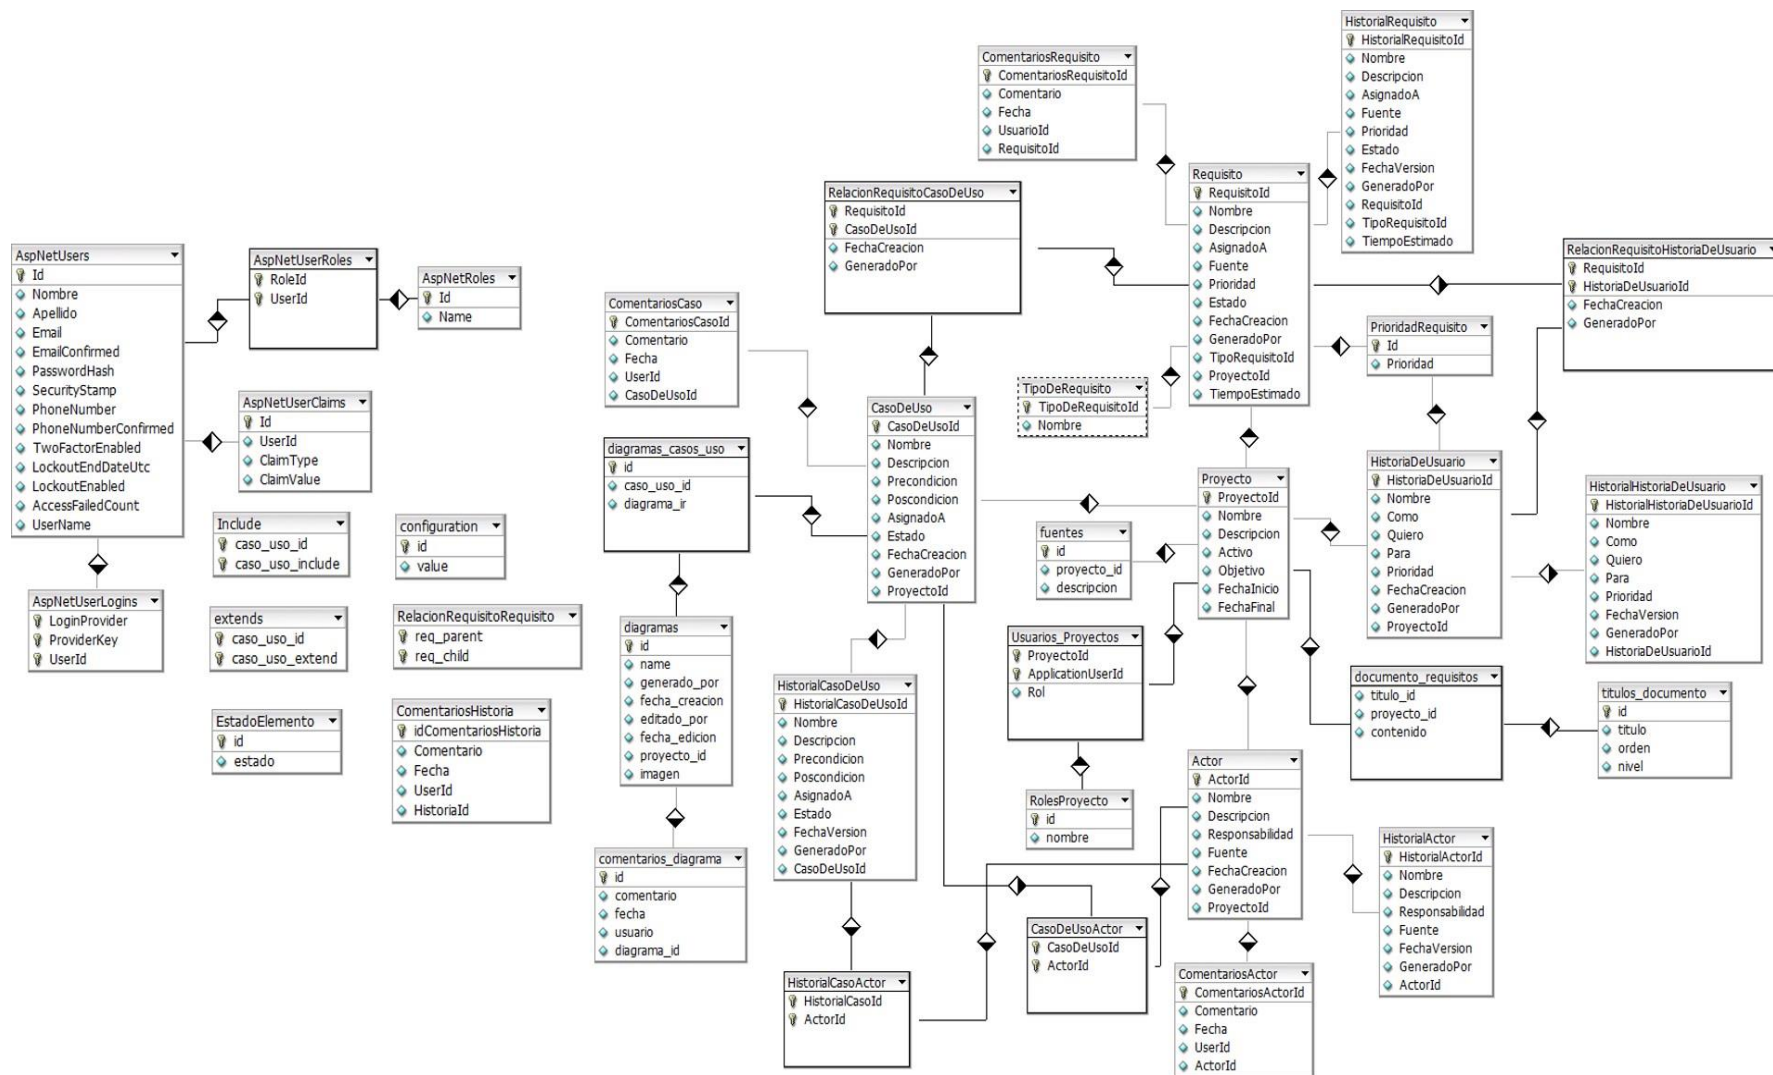 HistorialRequisito
HistorialRequisitoId
Nombre
Descripcion
AsignadoA
Fuente
Prioridad
Estado
FechaVersion
GeneradoPor
RequisitoId
TipoRequisitoId
TiempoEstimado
ComentariosRequisito
ComentariosRequisitoId
Comentario
Fecha
UsuarioId
RequisitoId
Requisito
RequisitoId
Nombre
Descripcion
AsignadoA
Fuente
Prioridad
Estado
FechaCreacion
GeneradoPor
TipoRequisitoId
ProyectoId
TiempoEstimado
RelacionRequisitoCasoDeUso
RequisitoId
CasoDeUsoId
FechaCreacion
GeneradoPor
RelacionRequisitoHistoriaDeUsuario
RequisitoId
HistoriaDeUsuarioId
FechaCreacion
GeneradoPor
AspNetUsers
Id
Nombre
Apellido
Email
EmailConfirmed
PasswordHash
SecurityStamp
PhoneNumber
PhoneNumberConfirmed
TwoFactorEnabled
LockoutEndDateUtc
LockoutEnabled
AccessFailedCount
UserName
AspNetUserRoles
RoleId
UserId
AspNetRoles
Id
Name
ComentariosCaso
ComentariosCasoId
Comentario
Fecha
UserId
CasoDeUsoId
PrioridadRequisito
Id
Prioridad
TipoDeRequisito
TipoDeRequisitoId
Nombre
AspNetUserClaims
Id
UserId
ClaimType
ClaimValue
CasoDeUso
CasoDeUsoId
Nombre
Descripcion
Precondicion
Poscondicion
AsignadoA
Estado
FechaCreacion
GeneradoPor
ProyectoId
diagramas_casos_uso
id
caso_uso_id
diagrama_ir
Proyecto
ProyectoId
Nombre
Descripcion
Activo
Objetivo
FechaInicio
FechaFinal
HistoriaDeUsuario
HistoriaDeUsuarioId
Nombre
Como
Quiero
Para
Prioridad
FechaCreacion
GeneradoPor
ProyectoId
HistorialHistoriaDeUsuario
HistorialHistoriaDeUsuarioId
Nombre
Como
Quiero
Para
Prioridad
FechaVersion
GeneradoPor
HistoriaDeUsuarioId
Include
caso_uso_id
caso_uso_include
configuration
id
value
fuentes
id
proyecto_id
descripcion
AspNetUserLogins
LoginProvider
ProviderKey
UserId
extends
caso_uso_id
caso_uso_extend
RelacionRequisitoRequisito
req_parent
req_child
diagramas
id
name
generado_por
fecha_creacion
editado_por
fecha_edicion
proyecto_id
imagen
Usuarios_Proyectos
ProyectoId
ApplicationUserId
Rol
HistorialCasoDeUso
HistorialCasoDeUsoId
Nombre
Descripcion
Precondicion
Poscondicion
AsignadoA
Estado
FechaVersion
GeneradoPor
CasoDeUsoId
documento_requisitos
titulo_id
proyecto_id
contenido
titulos_documento
id
titulo
orden
nivel
EstadoElemento
id
estado
ComentariosHistoria
idComentariosHistoria
Comentario
Fecha
UserId
HistoriaId
Actor
ActorId
Nombre
Descripcion
Responsabilidad
Fuente
FechaCreacion
GeneradoPor
ProyectoId
RolesProyecto
id
nombre
HistorialActor
HistorialActorId
Nombre
Descripcion
Responsabilidad
Fuente
FechaVersion
GeneradoPor
ActorId
comentarios_diagrama
id
comentario
fecha
usuario
diagrama_id
CasoDeUsoActor
CasoDeUsoId
ActorId
HistorialCasoActor
HistorialCasoId
ActorId
ComentariosActor
ComentariosActorId
Comentario
Fecha
UserId
ActorId